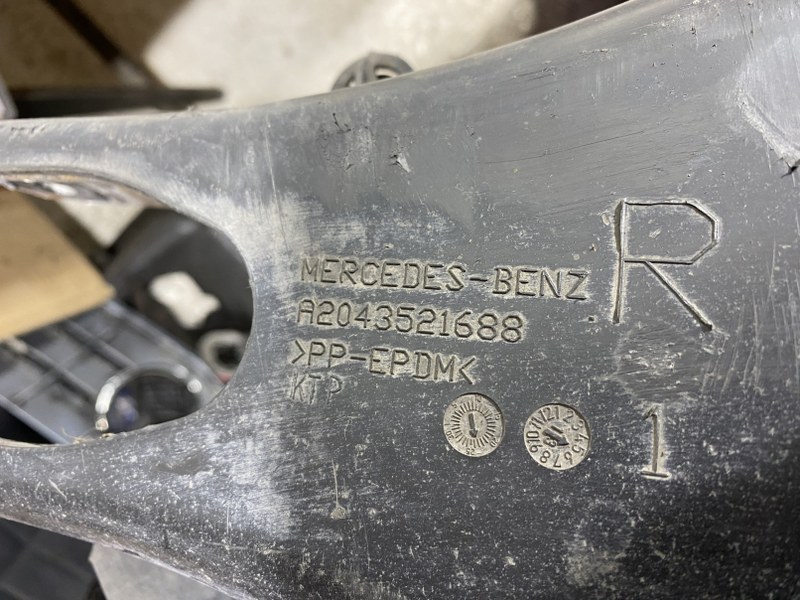 MERCEDES-BENZ
A2043521688
>PP-EPDM<
KTP
R
1